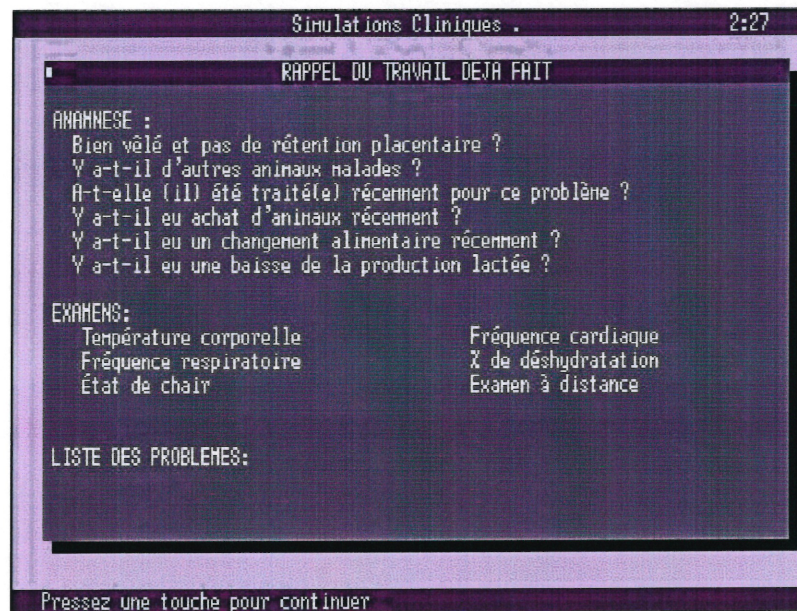 Simulations Cliniques . 2:27
RAPPEL DU TRAVAIL DEJA FAIT
ANAMNESE :
Bien vêlé et pas de rétention placentaire ?
Y a-t-il d'autres animaux malades ?
A-t-elle (il) été traité(e) récemment pour ce problème ?
Y a-t-il eu achat d'animaux récemment ?
Y a-t-il eu un changement alimentaire récemment ?
Y a-t-il eu une baisse de la production lactée ?
EXAMENS:
Température corporelle Fréquence cardiaque
Fréquence respiratoire % de déshydratation
État de chair Examen à distance
LISTE DES PROBLEMES:
Pressez une touche pour continuer